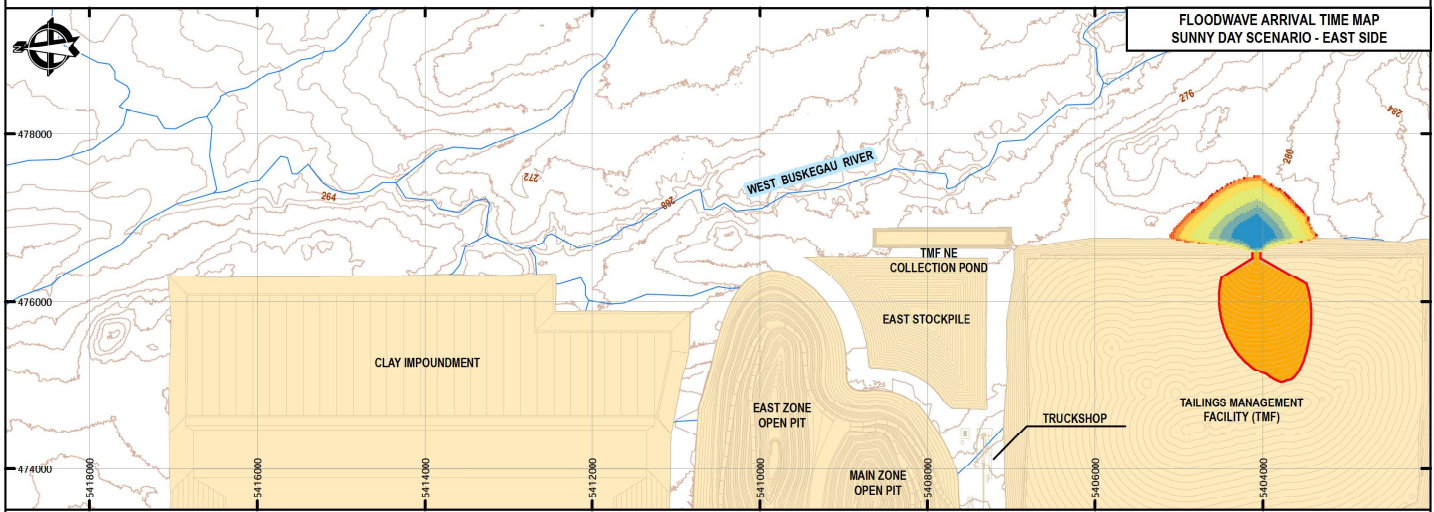 FLOODWAVE ARRIVAL TIME MAP
SUNNY DAY SCENARIO - EAST SIDE
N
276
284
478000
280
WEST BUSKEGAU RIVER
272
264
268
TMF NE
COLLECTION POND
476000
EAST STOCKPILE
CLAY IMPOUNDMENT
EAST ZONE
OPEN PIT
TAILINGS MANAGEMENT
FACILITY (TMF)
TRUCKSHOP
474000
MAIN ZONE
OPEN PIT
5418000
5416000
5414000
5412000
5410000
5408000
5406000
5404000